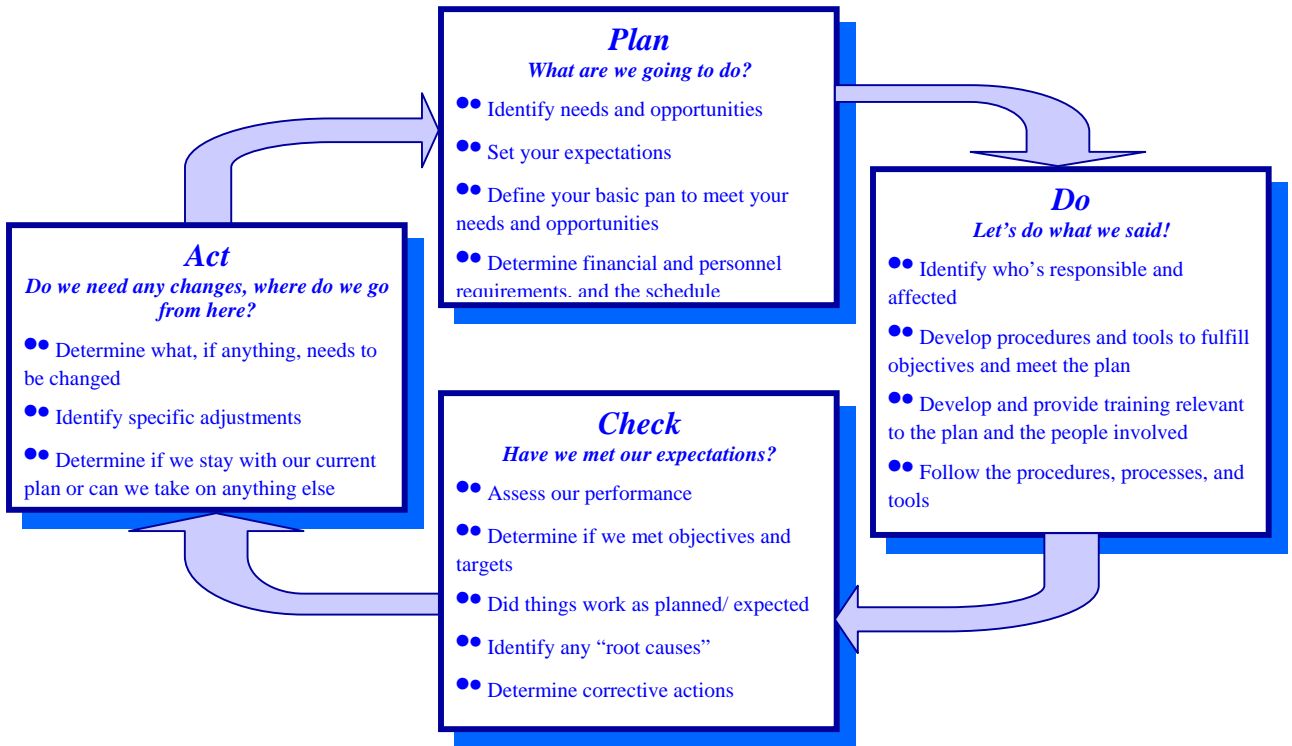 Plan
What are we going to do?
●● Identify needs and opportunities
●● Set your expectations
●● Define your basic pan to meet your
needs and opportunities
●● Determine financial and personnel
requirements, and the schedule
Do
Let’s do what we said!
●● Identify who’s responsible and
affected
●● Develop procedures and tools to fulfill
objectives and meet the plan
●● Develop and provide training relevant
to the plan and the people involved
●● Follow the procedures, processes, and
tools
Check
Have we met our expectations?
●● Assess our performance
●● Determine if we met objectives and
targets
●● Did things work as planned/ expected
●● Identify any “root causes”
●● Determine corrective actions
Act
Do we need any changes, where do we go
from here?
●● Determine what, if anything, needs to
be changed
●● Identify specific adjustments
●● Determine if we stay with our current
plan or can we take on anything else